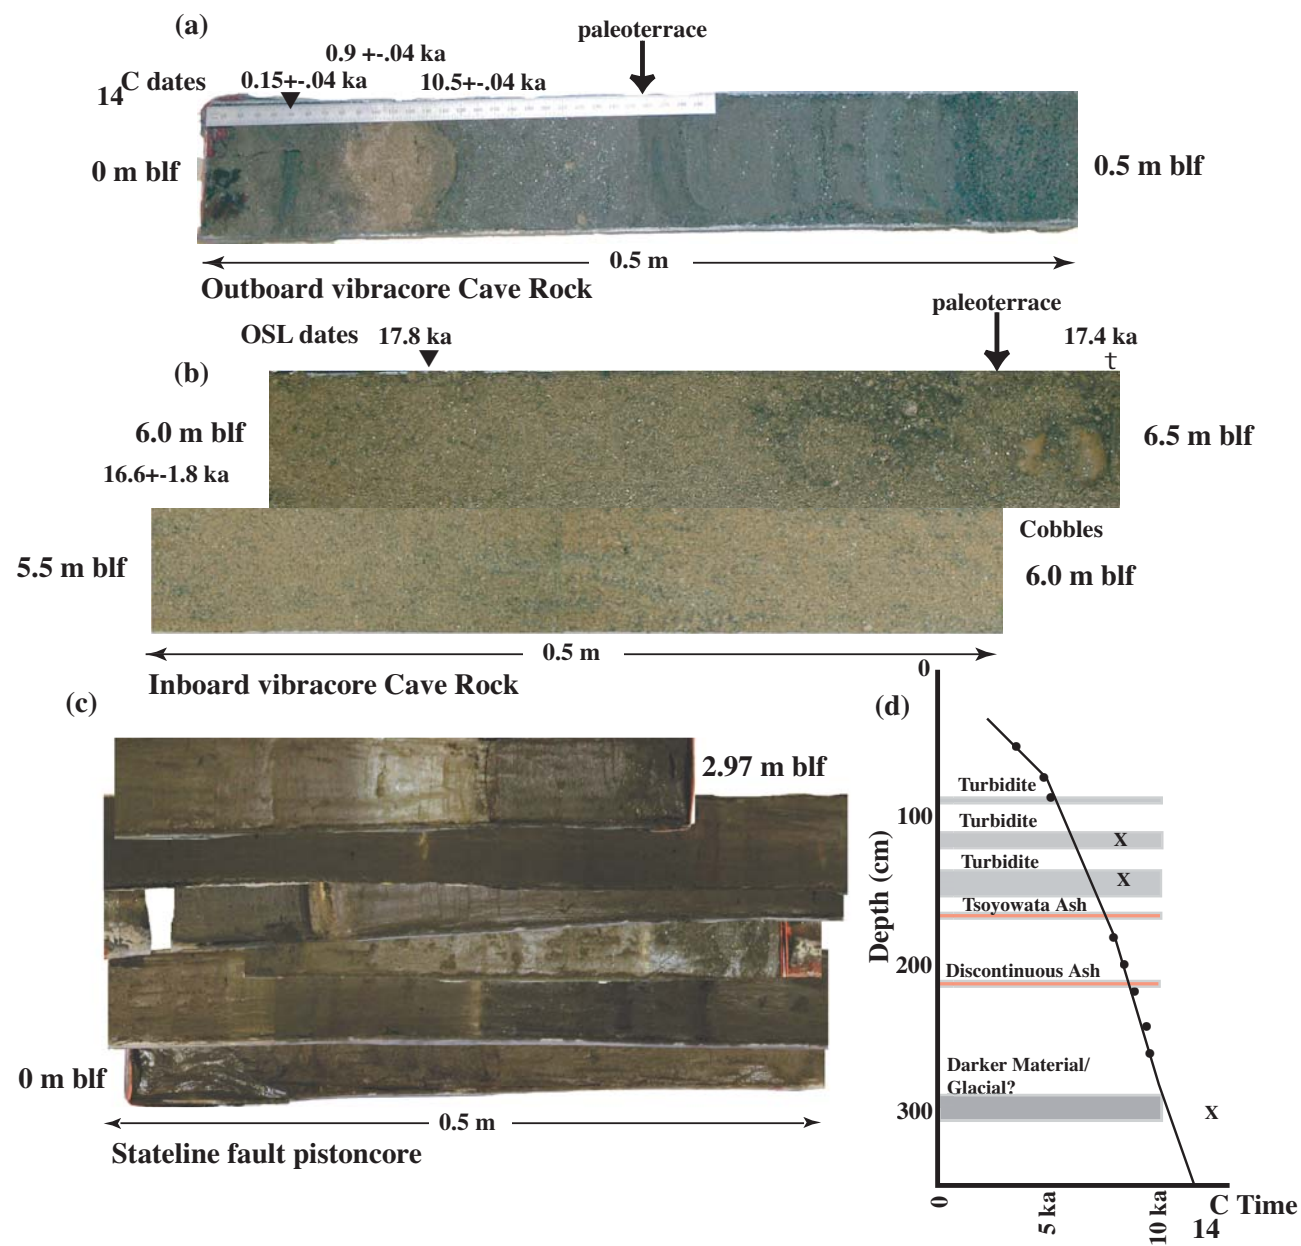 (a)
paleoterrace
0.9 +-.04 ka
14C dates
0.15+-.04 ka
10.5+-.04 ka
0 m blf
0.5 m blf
0.5 m
Outboard vibracore Cave Rock
paleoterrace
OSL dates
17.8 ka
17.4 ka
t
(b)
6.0 m blf
6.5 m blf
16.6+-1.8 ka
Cobbles
5.5 m blf
6.0 m blf
0.5 m
Inboard vibracore Cave Rock
(c)
2.97 m blf
0 m blf
0.5 m
Stateline fault pistoncore
(d)
0
Turbidite
100
Turbidite
X
Turbidite
X
Tsoyowata Ash
Depth (cm)
200
Discontinuous Ash
Darker Material/
Glacial?
300
X
0
5 ka
10 ka
C Time
14